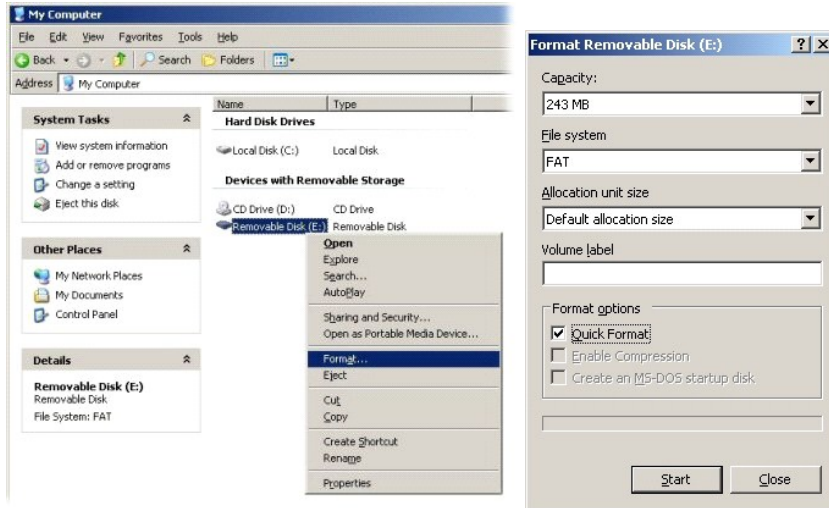 My Computer
File Edit View Favorites Tools Help
Back Search Folders
Address My Computer
System Tasks
View system information
Add or remove programs
Change a setting
Eject this disk
Other Places
My Network Places
My Documents
Control Panel
Details
Removable Disk (E:)
Removable Disk
File System: FAT
Name Type
Hard Disk Drives
Local Disk (C:) Local Disk
Devices with Removable Storage
CD Drive (D:) CD Drive
Removable Disk (E:) Removable Disk
Open
Explore
Search...
AutoPlay
Sharing and Security...
Open as Portable Media Device...
Format...
Eject
Cut
Copy
Create Shortcut
Rename
Properties
Format Removable Disk (E:)
Capacity:
243 MB
File system
FAT
Allocation unit size
Default allocation size
Volume label
Format options
Quick Format
Enable Compression
Create an MS-DOS startup disk
Start Close